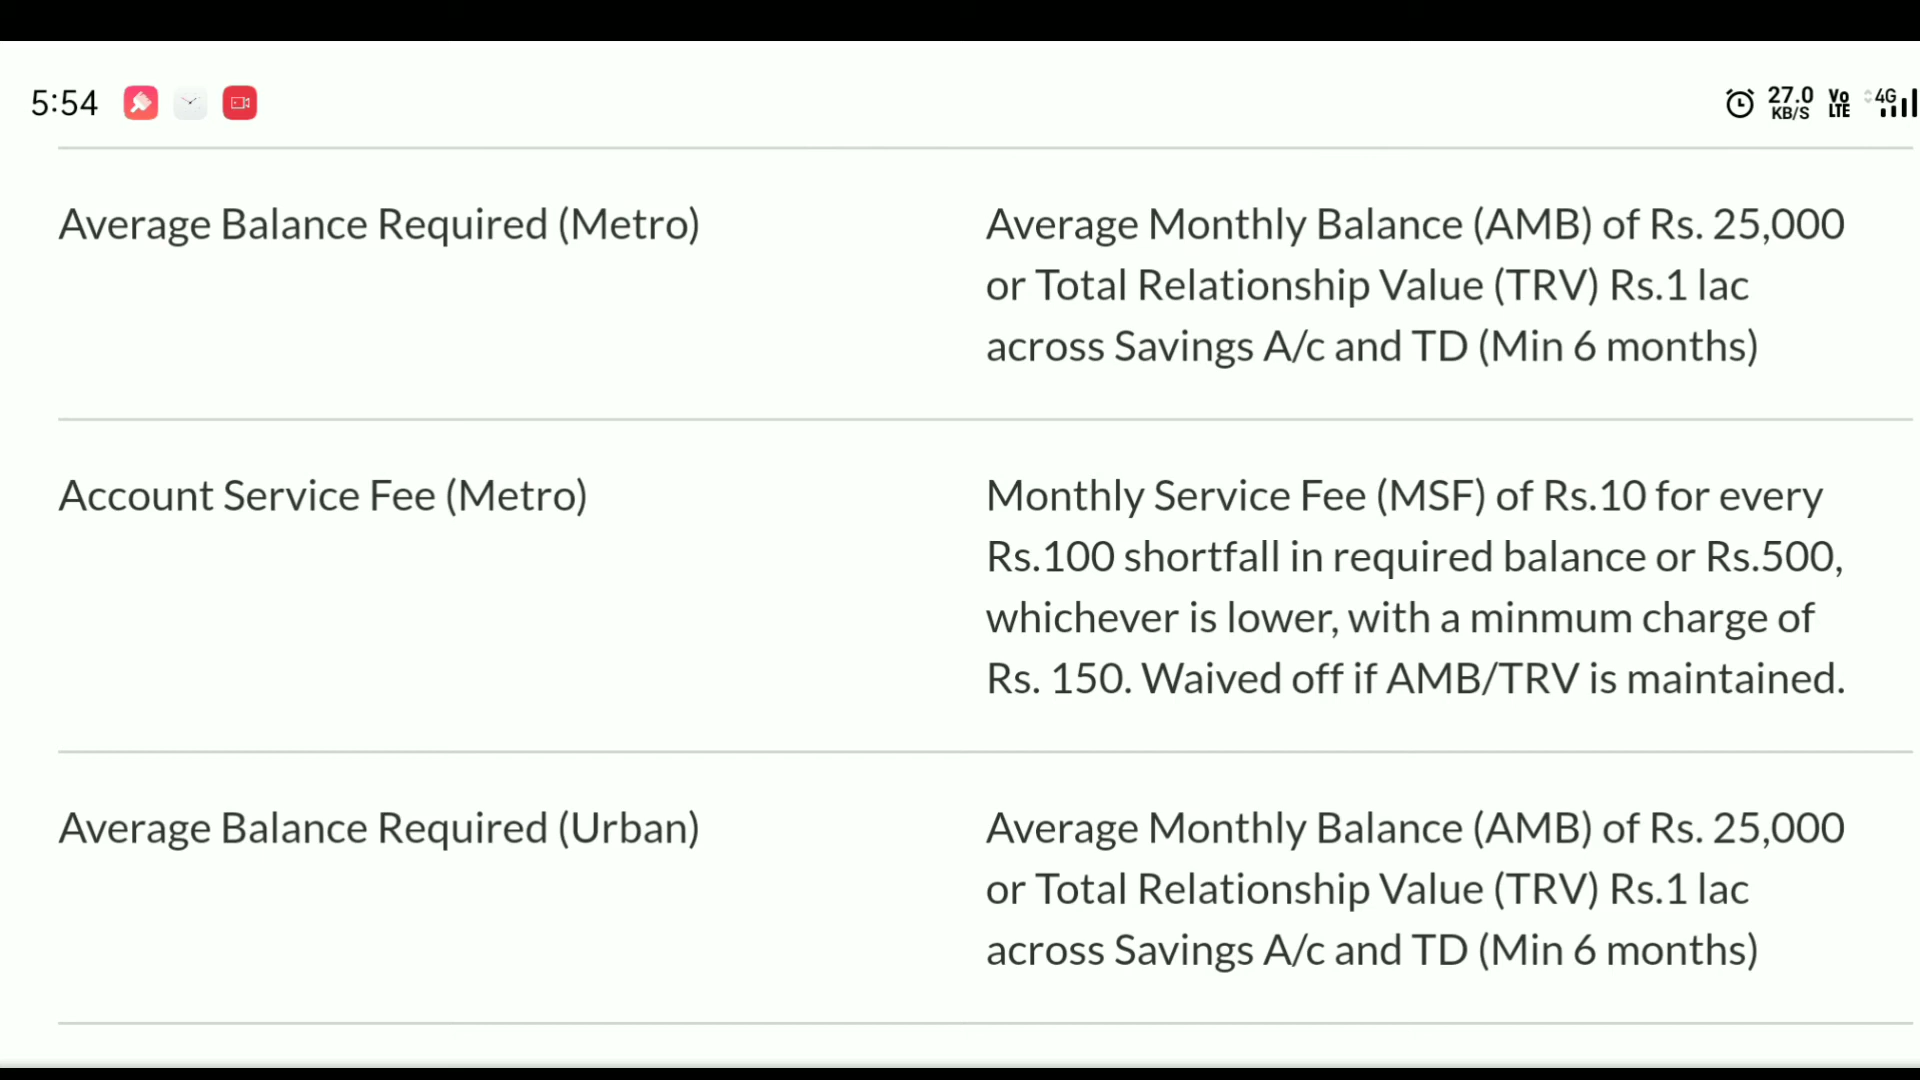 5:54
27.0
KB/S
Vo
LTE
4G
Average Balance Required (Metro)
Average Monthly Balance (AMB) of Rs. 25,000
or Total Relationship Value (TRV) Rs.1 lac
across Savings A/c and TD (Min 6 months)
Account Service Fee (Metro)
Monthly Service Fee (MSF) of Rs.10 for every
Rs.100 shortfall in required balance or Rs.500,
whichever is lower, with a minmum charge of
Rs. 150. Waived off if AMB/TRV is maintained.
Average Balance Required (Urban)
Average Monthly Balance (AMB) of Rs. 25,000
or Total Relationship Value (TRV) Rs.1 lac
across Savings A/c and TD (Min 6 months)